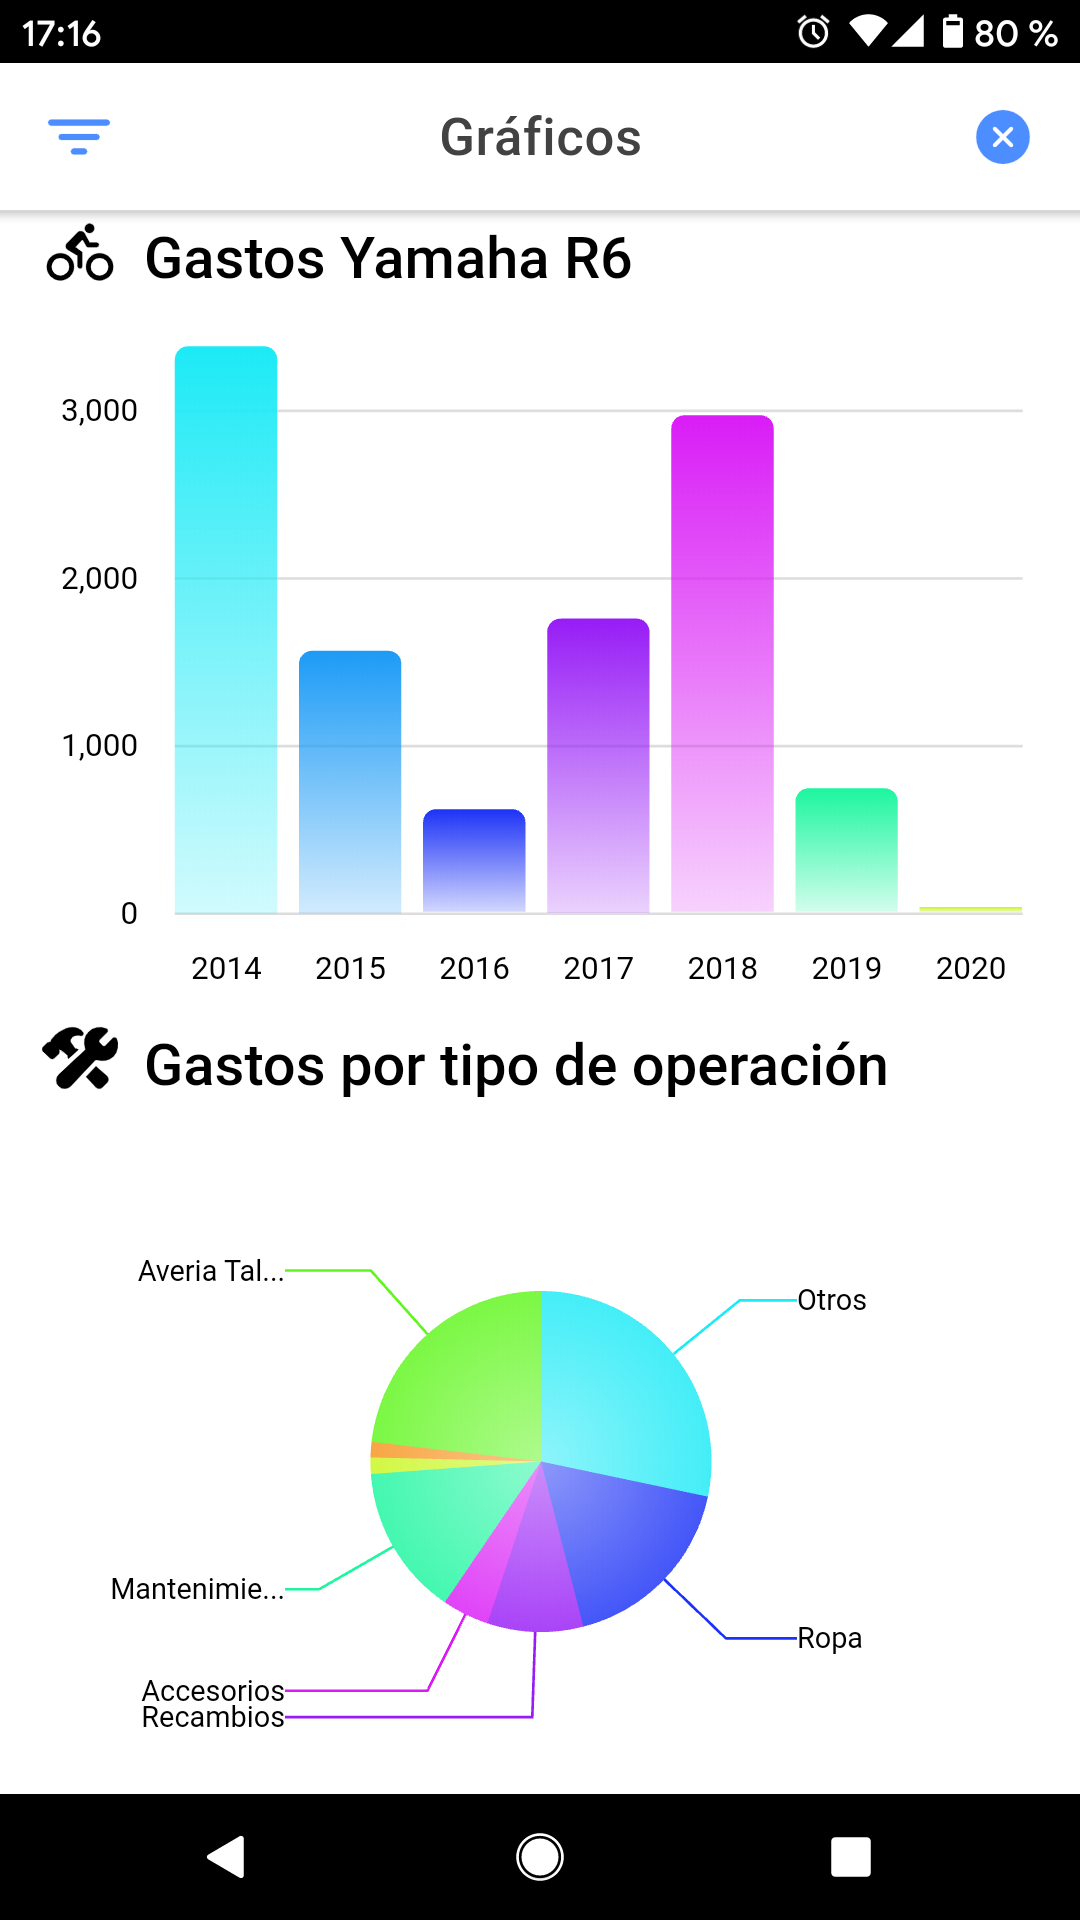 17:16
80 %
Gráficos
Gastos Yamaha R6
3,000
2,000
1,000
0
2014 2015 2016 2017 2018 2019 2020
Gastos por tipo de operación
Averia Tal...
Otros
Mantenimie...
Ropa
Accesorios
Recambios